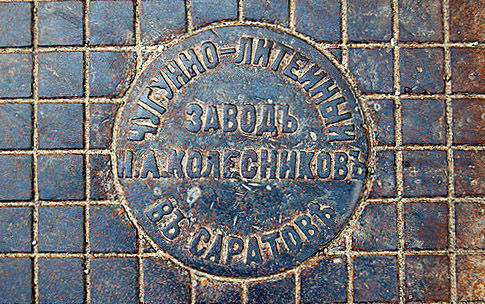 ЧУГУННО-ЛИТЕЙНЫЙ
ЗАВОДЪ
И.А.КОЛЕСНИКОВЪ
ВЪ САРАТОВѢ